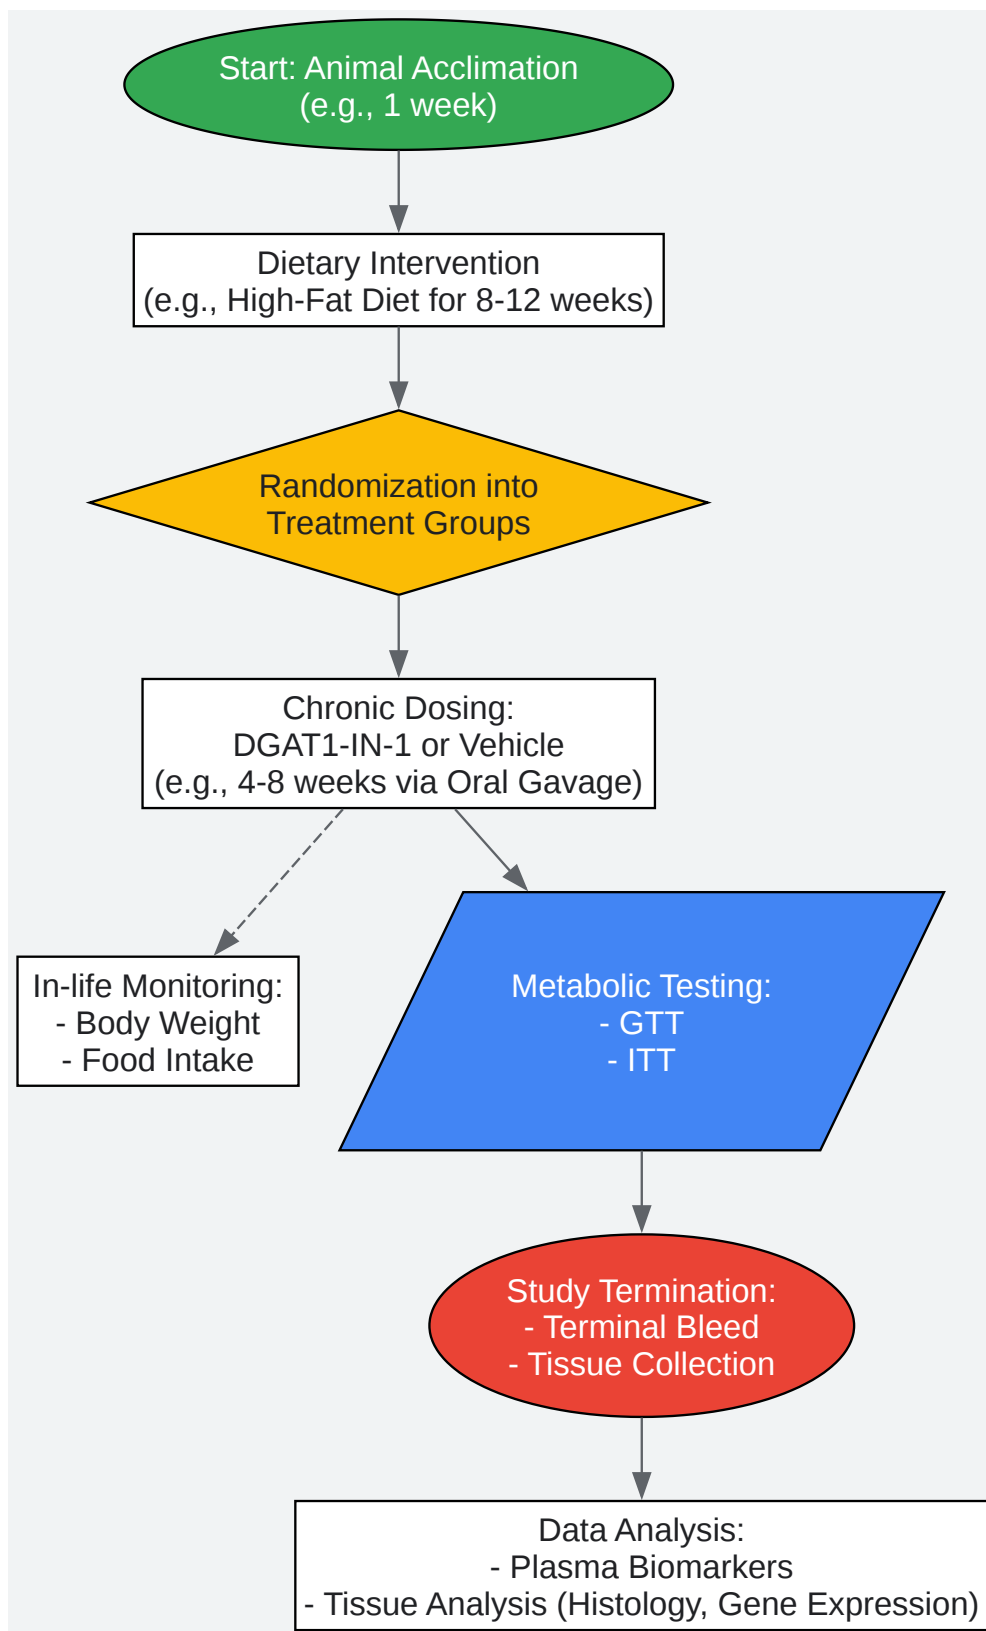 Start: Animal Acclimation
(e.g., 1 week)
Dietary Intervention
(e.g., High-Fat Diet for 8-12 weeks)
Randomization into
Treatment Groups
Chronic Dosing:
DGAT1-IN-1 or Vehicle
(e.g., 4-8 weeks via Oral Gavage)
In-life Monitoring:
- Body Weight
- Food Intake
Metabolic Testing:
- GTT
- ITT
Study Termination:
- Terminal Bleed
- Tissue Collection
Data Analysis:
- Plasma Biomarkers
- Tissue Analysis (Histology, Gene Expression)